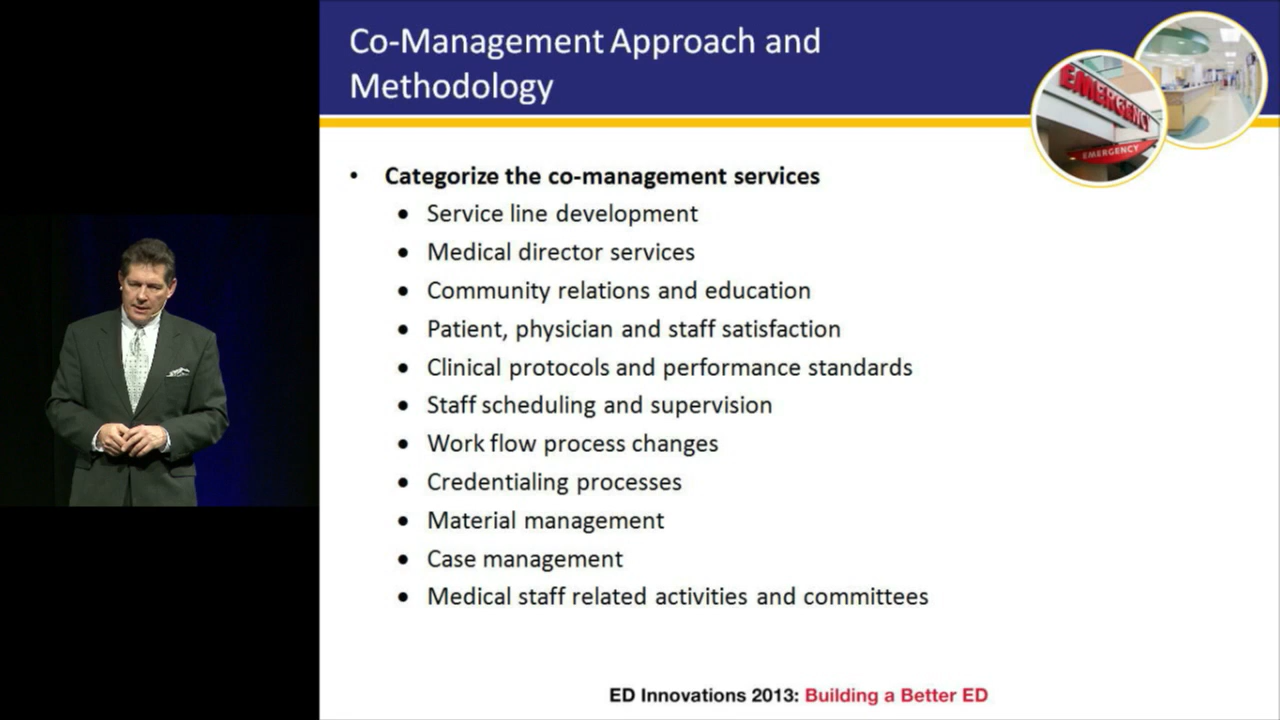 Co-Management Approach and
Methodology
EMERGENCY
EMERGENCY
• Categorize the co-management services
• Service line development
• Medical director services
• Community relations and education
• Patient, physician and staff satisfaction
• Clinical protocols and performance standards
• Staff scheduling and supervision
• Work flow process changes
• Credentialing processes
• Material management
• Case management
• Medical staff related activities and committees
ED Innovations 2013: Building a Better ED